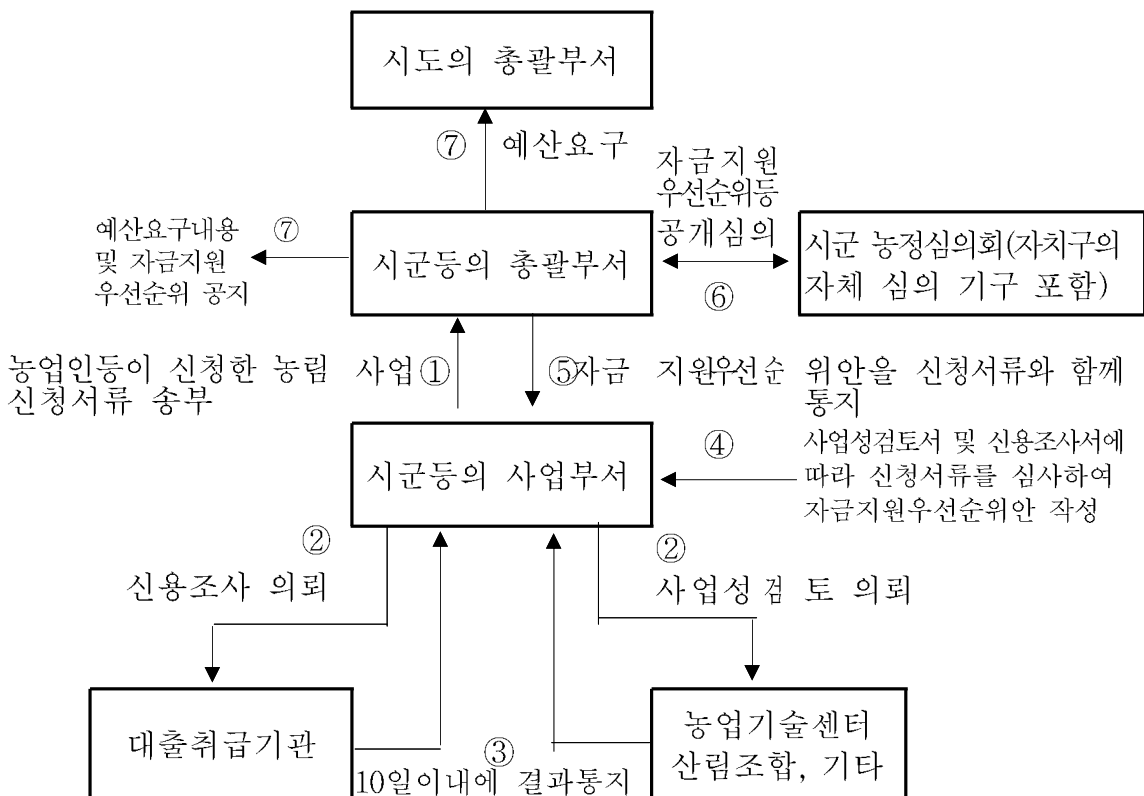 시도의 총괄부서
⑦ 예산요구
자금지원
우선순위등
공개심의
예산요구내용 ⑦
및 자금지원
우선순위 공지
시군등의 총괄부서
⑥
시군 농정심의회(자치구의
자체 심의 기구 포함)
농업인등이 신청한 농림 사업 ① ⑤자금 지원우선순 위안을 신청서류와 함께
신청서류 송부
통지
시군등의 사업부서
④
사업성검토서 및 신용조사서에
따라 신청서류를 심사하여
자금지원우선순위안 작성
②
신용조사 의뢰
②
사업성검 토 의뢰
대출취급기관
③
10일이내에 결과통지
농업기술센터
산림조합, 기타